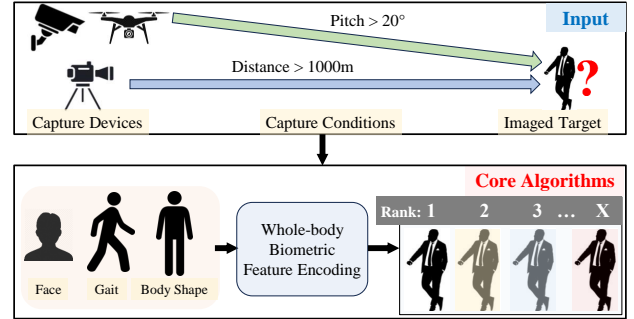 Pitch > 20°
Input
Distance > 1000m
?
Capture Devices
Capture Conditions
Imaged Target
Core Algorithms
Rank: 1 2 3 ... X
Whole-body
Biometric
Feature Encoding
Face
Gait
Body Shape